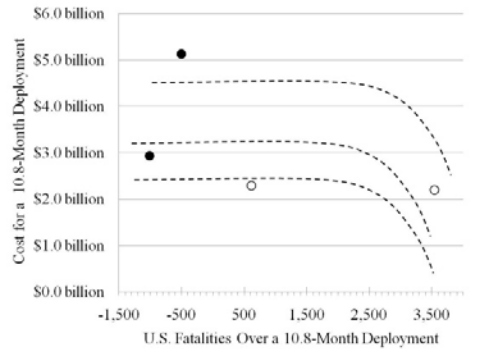 $6.0 billion
$5.0 billion
$4.0 billion
$3.0 billion
$2.0 billion
$1.0 billion
$0.0 billion
Cost for a 10.8-Month Deployment
-1,500 -500 500 1,500 2,500 3,500
U.S. Fatalities Over a 10.8-Month Deployment